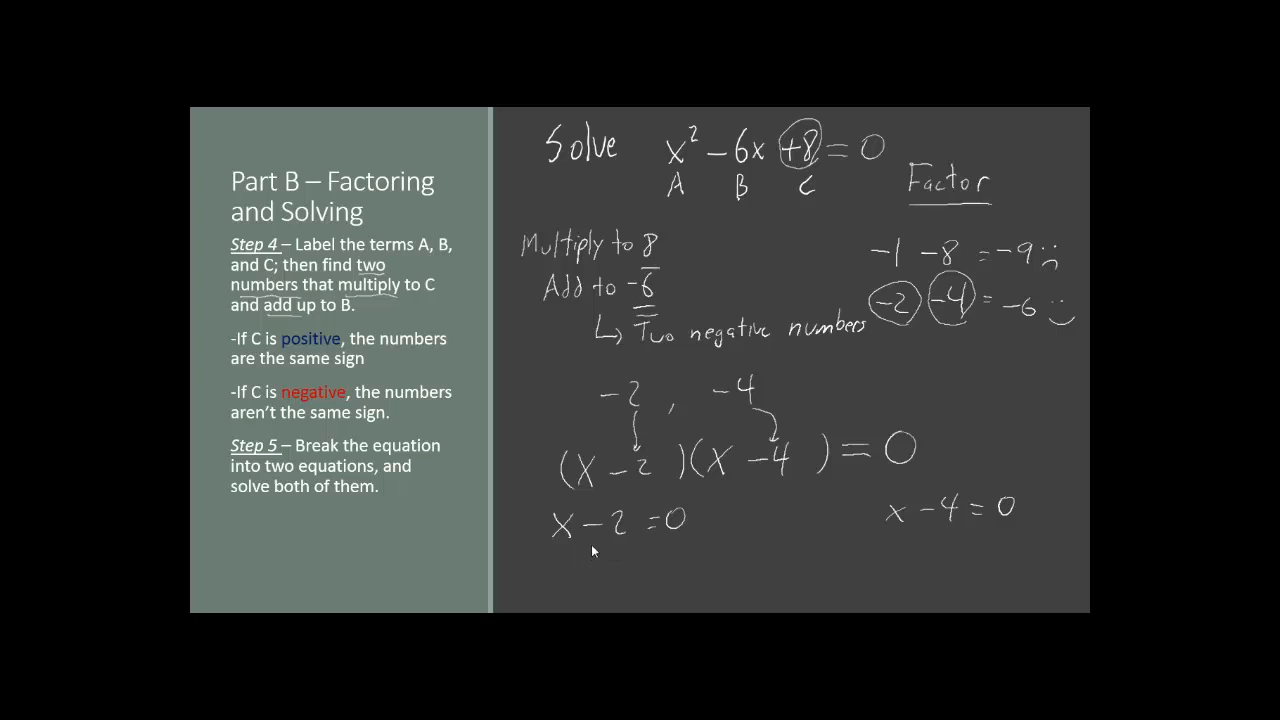 Part B – Factoring
and Solving
Step 4 – Label the terms A, B,
and C; then find two
numbers that multiply to C
and add up to B.
-If C is positive, the numbers
are the same sign
-If C is negative, the numbers
aren't the same sign.
Step 5 – Break the equation
into two equations, and
solve both of them.
Solve x² – 6x +8 = 0
A B C
Factor
Multiply to 8
Add to -6
Two negative numbers
-1 -8 = -9 :(
-2 -4 = -6 :)
-2 , -4
(x – 2 )(x – 4 ) = 0
x – 2 = 0
x – 4 = 0